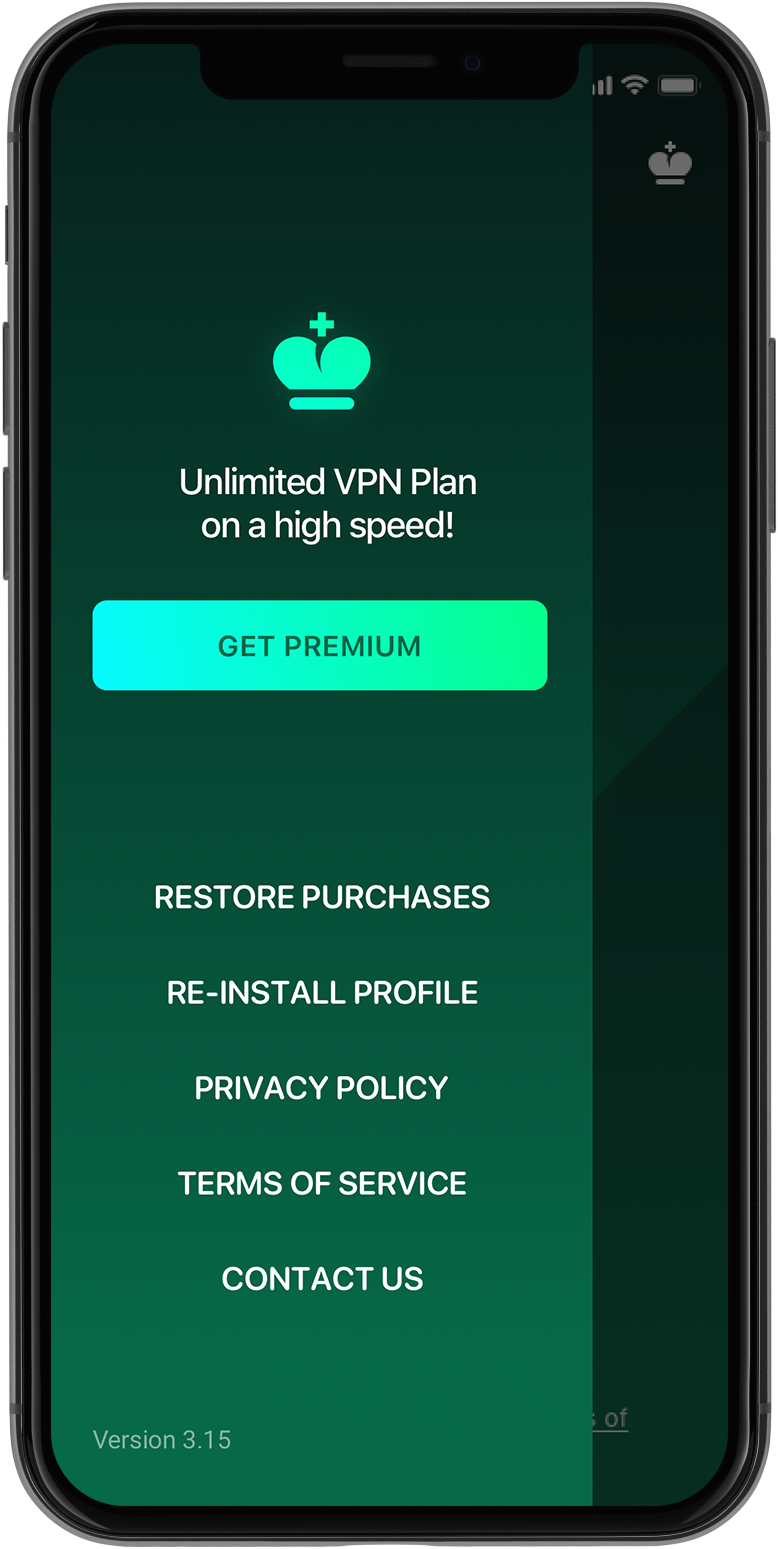 Unlimited VPN Plan
on a high speed!
GET PREMIUM
RESTORE PURCHASES
RE-INSTALL PROFILE
PRIVACY POLICY
TERMS OF SERVICE
CONTACT US
of
Version 3.15